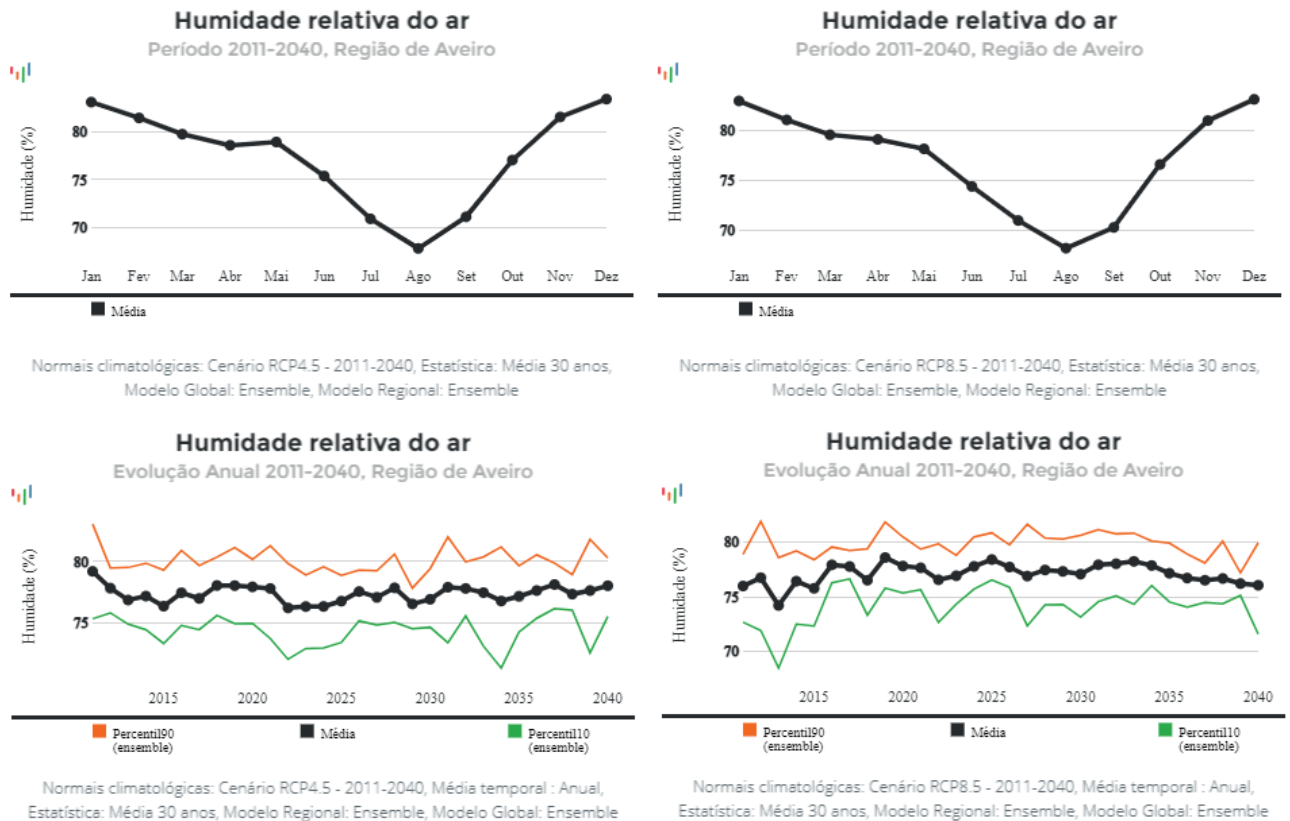 Humidade relativa do ar
Período 2011-2040, Região de Aveiro
Humidade (%)
80
75
70
Jan Fev Mar Abr Mai Jun Jul Ago Set Out Nov Dez
Média
Normais climatológicas: Cenário RCP4.5 - 2011-2040, Estatística: Média 30 anos,
Modelo Global: Ensemble, Modelo Regional: Ensemble
Humidade relativa do ar
Período 2011-2040, Região de Aveiro
Humidade (%)
80
75
70
Jan Fev Mar Abr Mai Jun Jul Ago Set Out Nov Dez
Média
Normais climatológicas: Cenário RCP8.5 - 2011-2040, Estatística: Média 30 anos,
Modelo Global: Ensemble, Modelo Regional: Ensemble
Humidade relativa do ar
Evolução Anual 2011-2040, Região de Aveiro
Humidade (%)
80
75
2015 2020 2025 2030 2035 2040
Percentil90 Média Percentil10
(ensemble) (ensemble)
Normais climatológicas: Cenário RCP4.5 - 2011-2040, Média temporal : Anual,
Estatística: Média 30 anos, Modelo Regional: Ensemble, Modelo Global: Ensemble
Humidade relativa do ar
Evolução Anual 2011-2040, Região de Aveiro
Humidade (%)
80
75
70
2015 2020 2025 2030 2035 2040
Percentil90 Média Percentil10
(ensemble) (ensemble)
Normais climatológicas: Cenário RCP8.5 - 2011-2040, Média temporal : Anual,
Estatística: Média 30 anos, Modelo Regional: Ensemble, Modelo Global: Ensemble